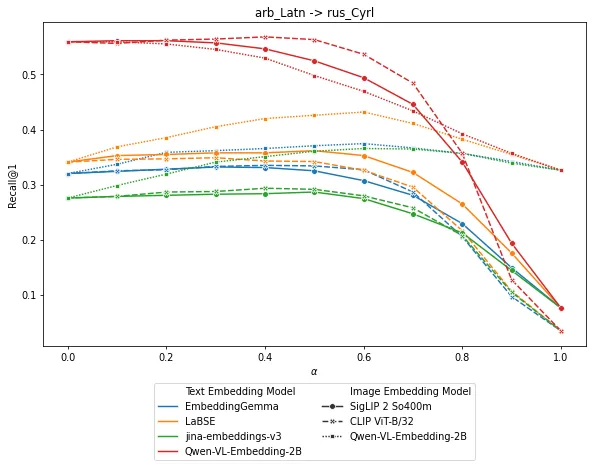 arb_Latn -> rus_Cyrl
Recall@1
0.5
0.4
0.3
0.2
0.1
0.0 0.2 0.4 0.6 0.8 1.0
α
Text Embedding Model Image Embedding Model
EmbeddingGemma SigLIP 2 So400m
LaBSE CLIP ViT-B/32
jina-embeddings-v3 Qwen-VL-Embedding-2B
Qwen-VL-Embedding-2B